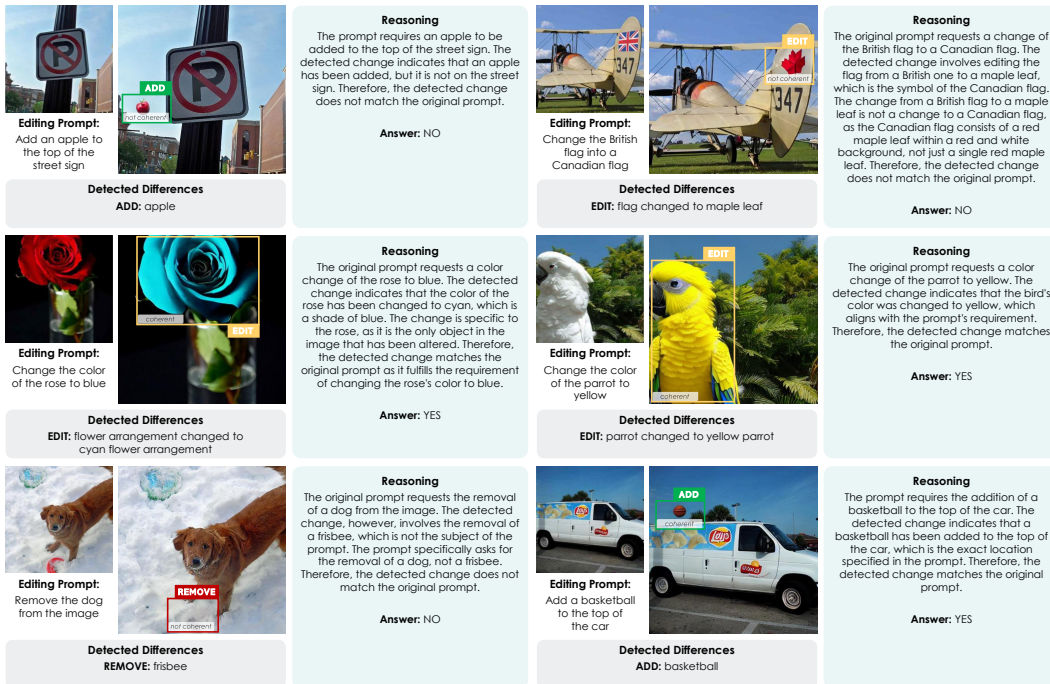 ADD
not coherent
Editing Prompt:
Add an apple to
the top of the
street sign
Detected Differences
ADD: apple
Reasoning
The prompt requires an apple to be
added to the top of the street sign. The
detected change indicates that an apple
has been added, but it is not on the street
sign. Therefore, the detected change
does not match the original prompt.
Answer: NO
347
EDIT
not coherent
347
Editing Prompt:
Change the British
flag into a
Canadian flag
Detected Differences
EDIT: flag changed to maple leaf
Reasoning
The original prompt requests a change of
the British flag to a Canadian flag. The
detected change involves editing the
flag from a British one to a maple leaf,
which is the symbol of the Canadian flag.
The change from a British flag to a maple
leaf is not a change to a Canadian flag,
as the Canadian flag consists of a red
maple leaf within a red and white
background, not just a single red maple
leaf. Therefore, the detected change
does not match the original prompt.
Answer: NO
coherent
EDIT
Editing Prompt:
Change the color
of the rose to blue
Detected Differences
EDIT: flower arrangement changed to
cyan flower arrangement
Reasoning
The original prompt requests a color
change of the rose to blue. The detected
change indicates that the color of the
rose has been changed to cyan, which is
a shade of blue. The change is specific to
the rose, as it is the only object in the
image that has been altered. Therefore,
the detected change matches the
original prompt as it fulfills the requirement
of changing the rose's color to blue.
Answer: YES
EDIT
coherent
Editing Prompt:
Change the color
of the parrot to
yellow
Detected Differences
EDIT: parrot changed to yellow parrot
Reasoning
The original prompt requests a color
change of the parrot to yellow. The
detected change indicates that the bird's
color was changed to yellow, which
aligns with the prompt's requirement.
Therefore, the detected change matches
the original prompt.
Answer: YES
REMOVE
not coherent
Editing Prompt:
Remove the dog
from the image
Detected Differences
REMOVE: frisbee
Reasoning
The original prompt requests the removal
of a dog from the image. The detected
change, however, involves the removal of
a frisbee, which is not the subject of the
prompt. The prompt specifically asks for
the removal of a dog, not a frisbee.
Therefore, the detected change does not
match the original prompt.
Answer: NO
Lay's
ADD
coherent
Lay's
Editing Prompt:
Add a basketball
to the top of
the car
Detected Differences
ADD: basketball
Reasoning
The prompt requires the addition of a
basketball to the top of the car. The
detected change indicates that a
basketball has been added to the top of
the car, which is the exact location
specified in the prompt. Therefore, the
detected change matches the original
prompt.
Answer: YES